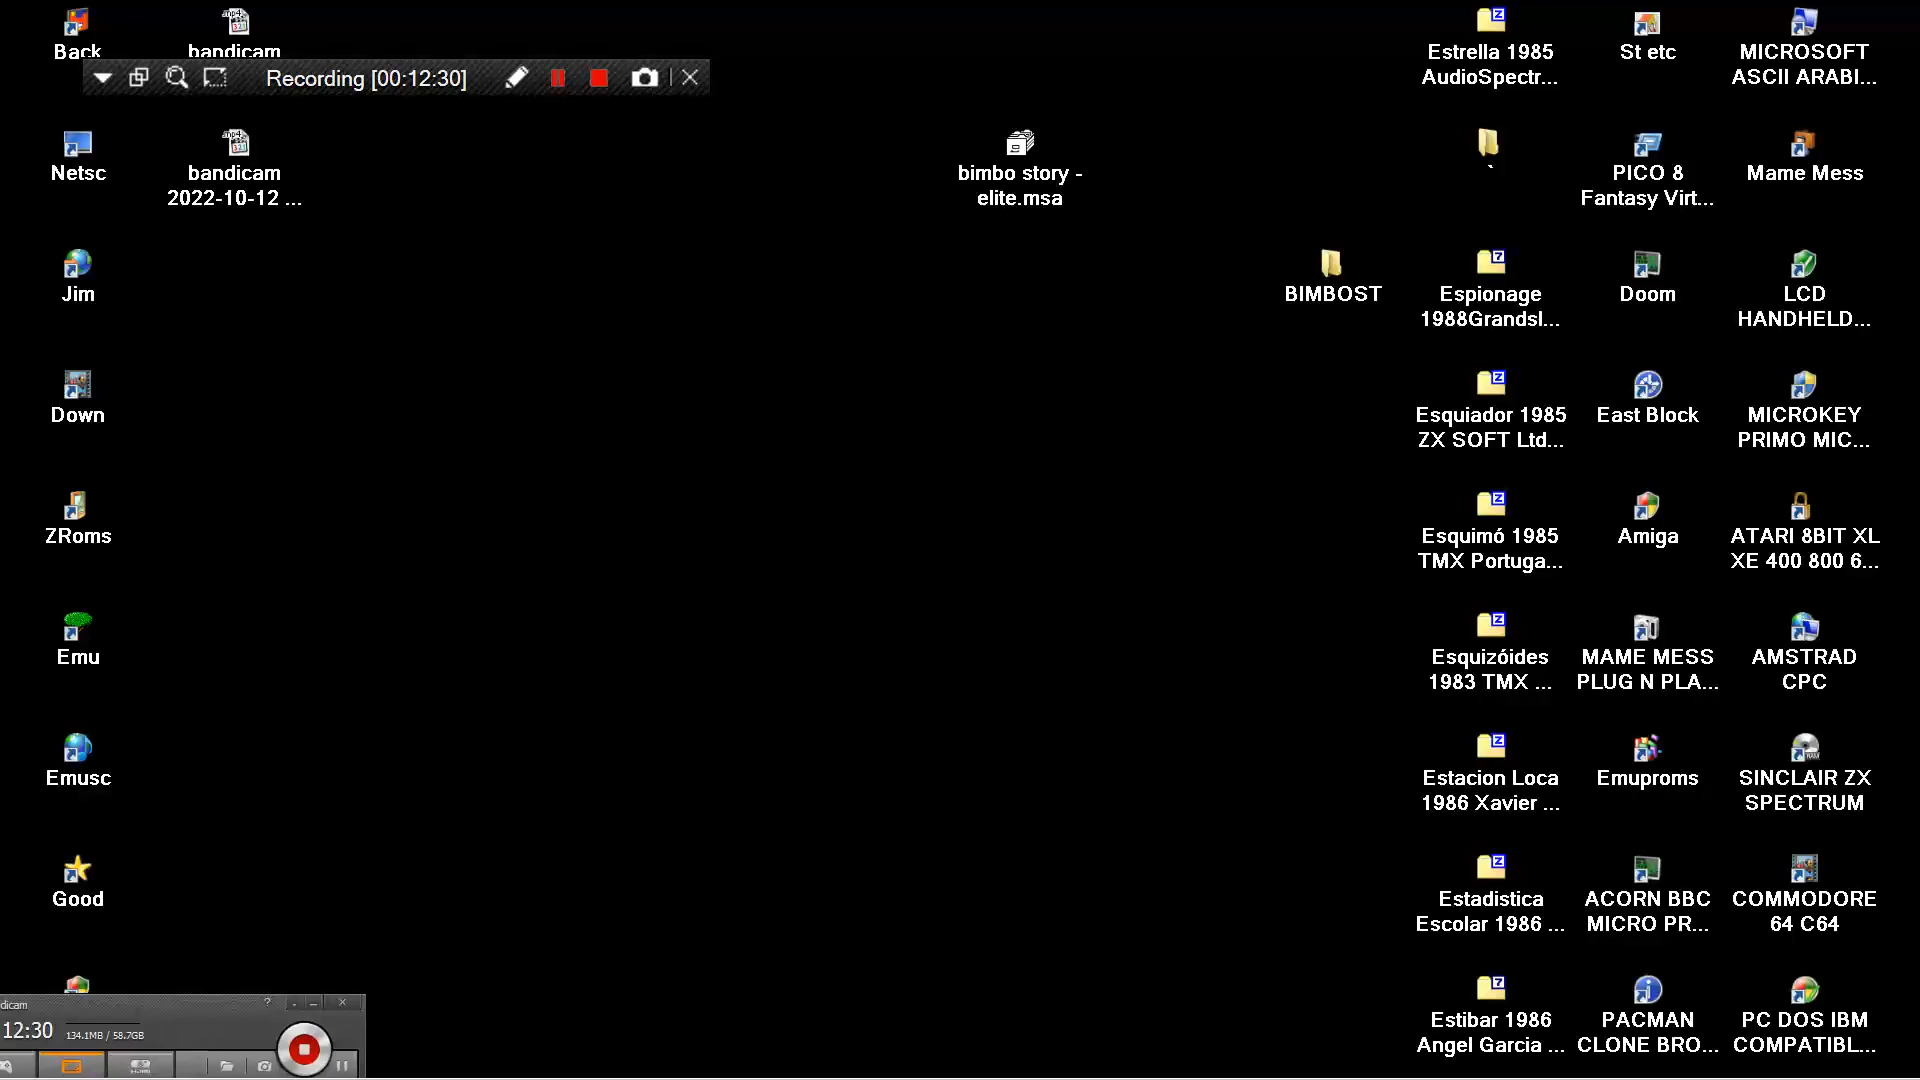 Back
bandicam
Recording [00:12:30]
Estrella 1985
AudioSpectr...
St etc
MICROSOFT
ASCII ARABI...
Netsc
bandicam
2022-10-12 ...
bimbo story -
elite.msa
`
PICO 8
Fantasy Virt...
Mame Mess
Jim
BIMBOST
Espionage
1988Grandsl...
Doom
LCD
HANDHELD...
Down
Esquiador 1985
ZX SOFT Ltd...
East Block
MICROKEY
PRIMO MIC...
ZRoms
Esquimó 1985
TMX Portuga...
Amiga
ATARI 8BIT XL
XE 400 800 6...
Emu
Esquizóides
1983 TMX ...
MAME MESS
PLUG N PLA...
AMSTRAD
CPC
Emusc
Estacion Loca
1986 Xavier ...
Emuproms
SINCLAIR ZX
SPECTRUM
Good
Estadistica
Escolar 1986 ...
ACORN BBC
MICRO PR...
COMMODORE
64 C64
Estibar 1986
Angel Garcia ...
PACMAN
CLONE BRO...
PC DOS IBM
COMPATIBL...
dicam
12:30
134.1MB / 58.7GB